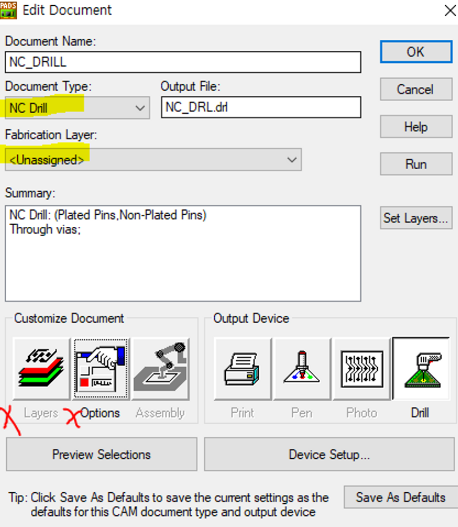 PADS
Edit Document
Document Name:
NC_DRILL
OK
Document Type:
Output File:
NC Drill
NC_DRL.drl
Cancel
Fabrication Layer:
Help
<Unassigned>
Run
Summary:
NC Drill: (Plated Pins,Non-Plated Pins)
Through vias;
Set Layers...
Customize Document
Output Device
Layers
Options
Assembly
Print
Pen
Photo
Drill
Preview Selections
Device Setup...
Tip: Click Save As Defaults to save the current settings as the
defaults for this CAM document type and output device
Save As Defaults